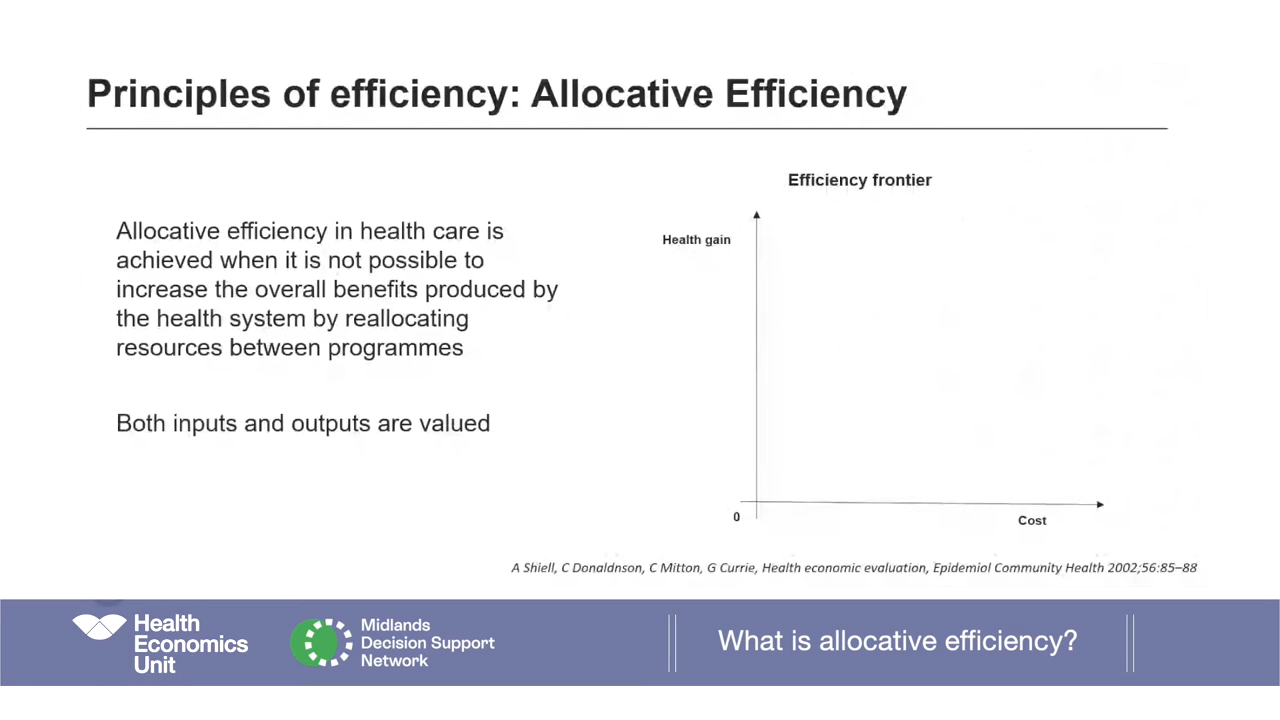 Principles of efficiency: Allocative Efficiency
Allocative efficiency in health care is
achieved when it is not possible to
increase the overall benefits produced by
the health system by reallocating
resources between programmes
Both inputs and outputs are valued
Efficiency frontier
Health gain
0
Cost
A Shiell, C Donaldnson, C Mitton, G Currie, Health economic evaluation, Epidemiol Community Health 2002;56:85–88
Health
Economics
Unit
Midlands
Decision Support
Network
What is allocative efficiency?